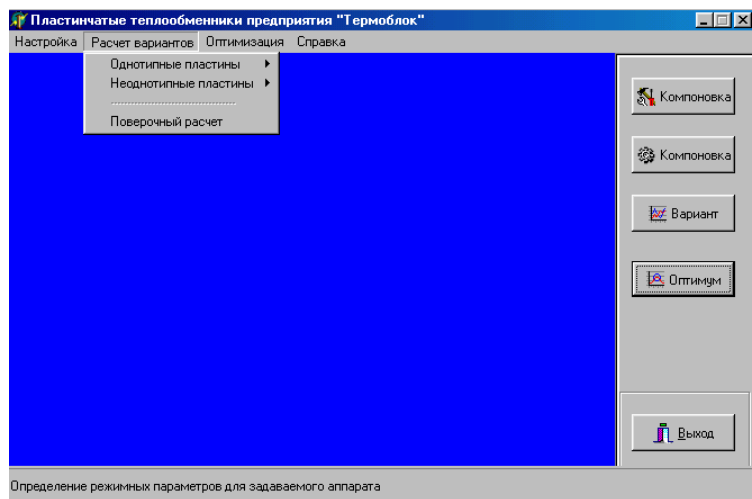 Пластинчатые теплообменники предприятия "Термоблок"
Настройка Расчет вариантов Оптимизация Справка
Однотипные пластины
Неоднотипные пластины
Поверочный расчет
Компоновка
Компоновка
Вариант
Оптимум
Выход
Определение режимных параметров для задаваемого аппарата